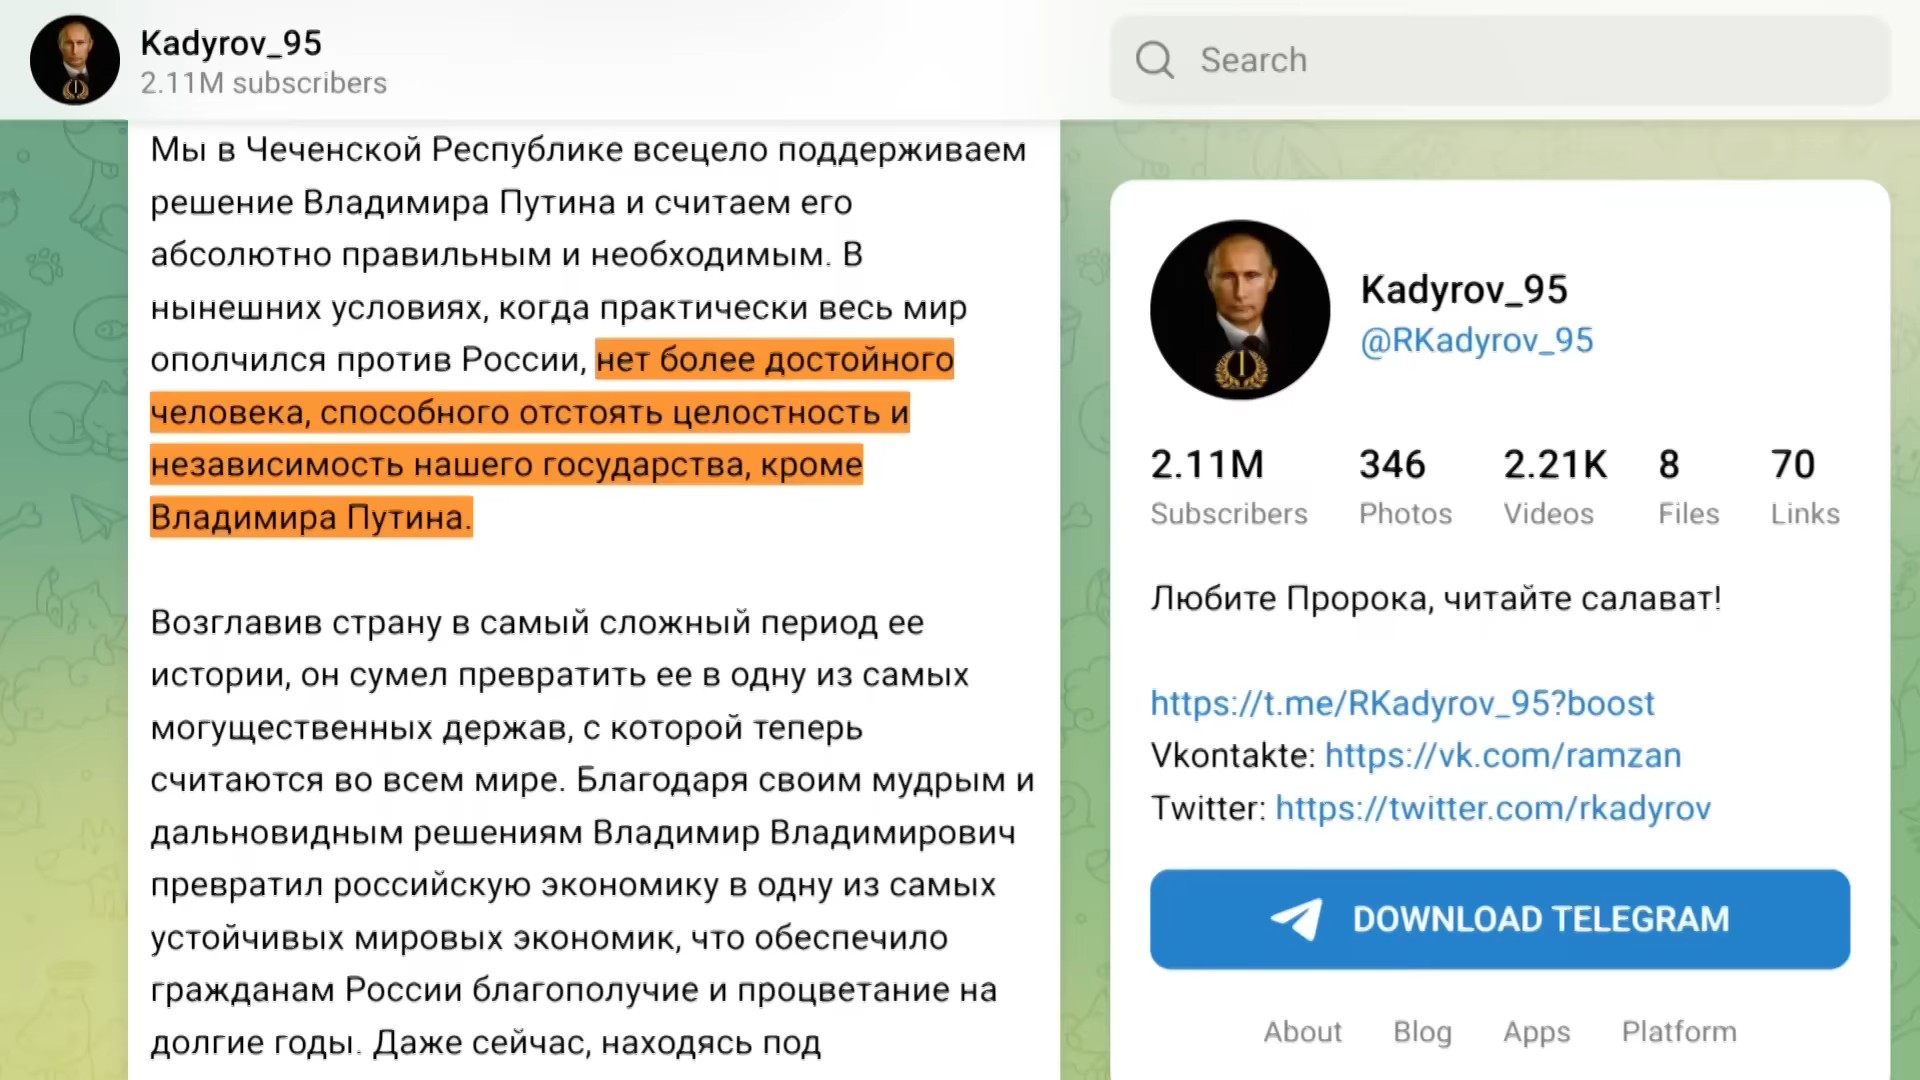 Kadyrov_95
2.11M subscribers
Search
Мы в Чеченской Республике всецело поддерживаем
решение Владимира Путина и считаем его
абсолютно правильным и необходимым. В
нынешних условиях, когда практически весь мир
ополчился против России, нет более достойного
человека, способного отстоять целостность и
независимость нашего государства, кроме
Владимира Путина.
Возглавив страну в самый сложный период ее
истории, он сумел превратить ее в одну из самых
могущественных держав, с которой теперь
считаются во всем мире. Благодаря своим мудрым и
дальновидным решениям Владимир Владимирович
превратил российскую экономику в одну из самых
устойчивых мировых экономик, что обеспечило
гражданам России благополучие и процветание на
долгие годы. Даже сейчас, находясь под
Kadyrov_95
@RKadyrov_95
2.11M 346 2.21K 8 70
Subscribers Photos Videos Files Links
Любите Пророка, читайте салават!
https://t.me/RKadyrov_95?boost
Vkontakte: https://vk.com/ramzan
Twitter: https://twitter.com/rkadyrov
DOWNLOAD TELEGRAM
About Blog Apps Platform